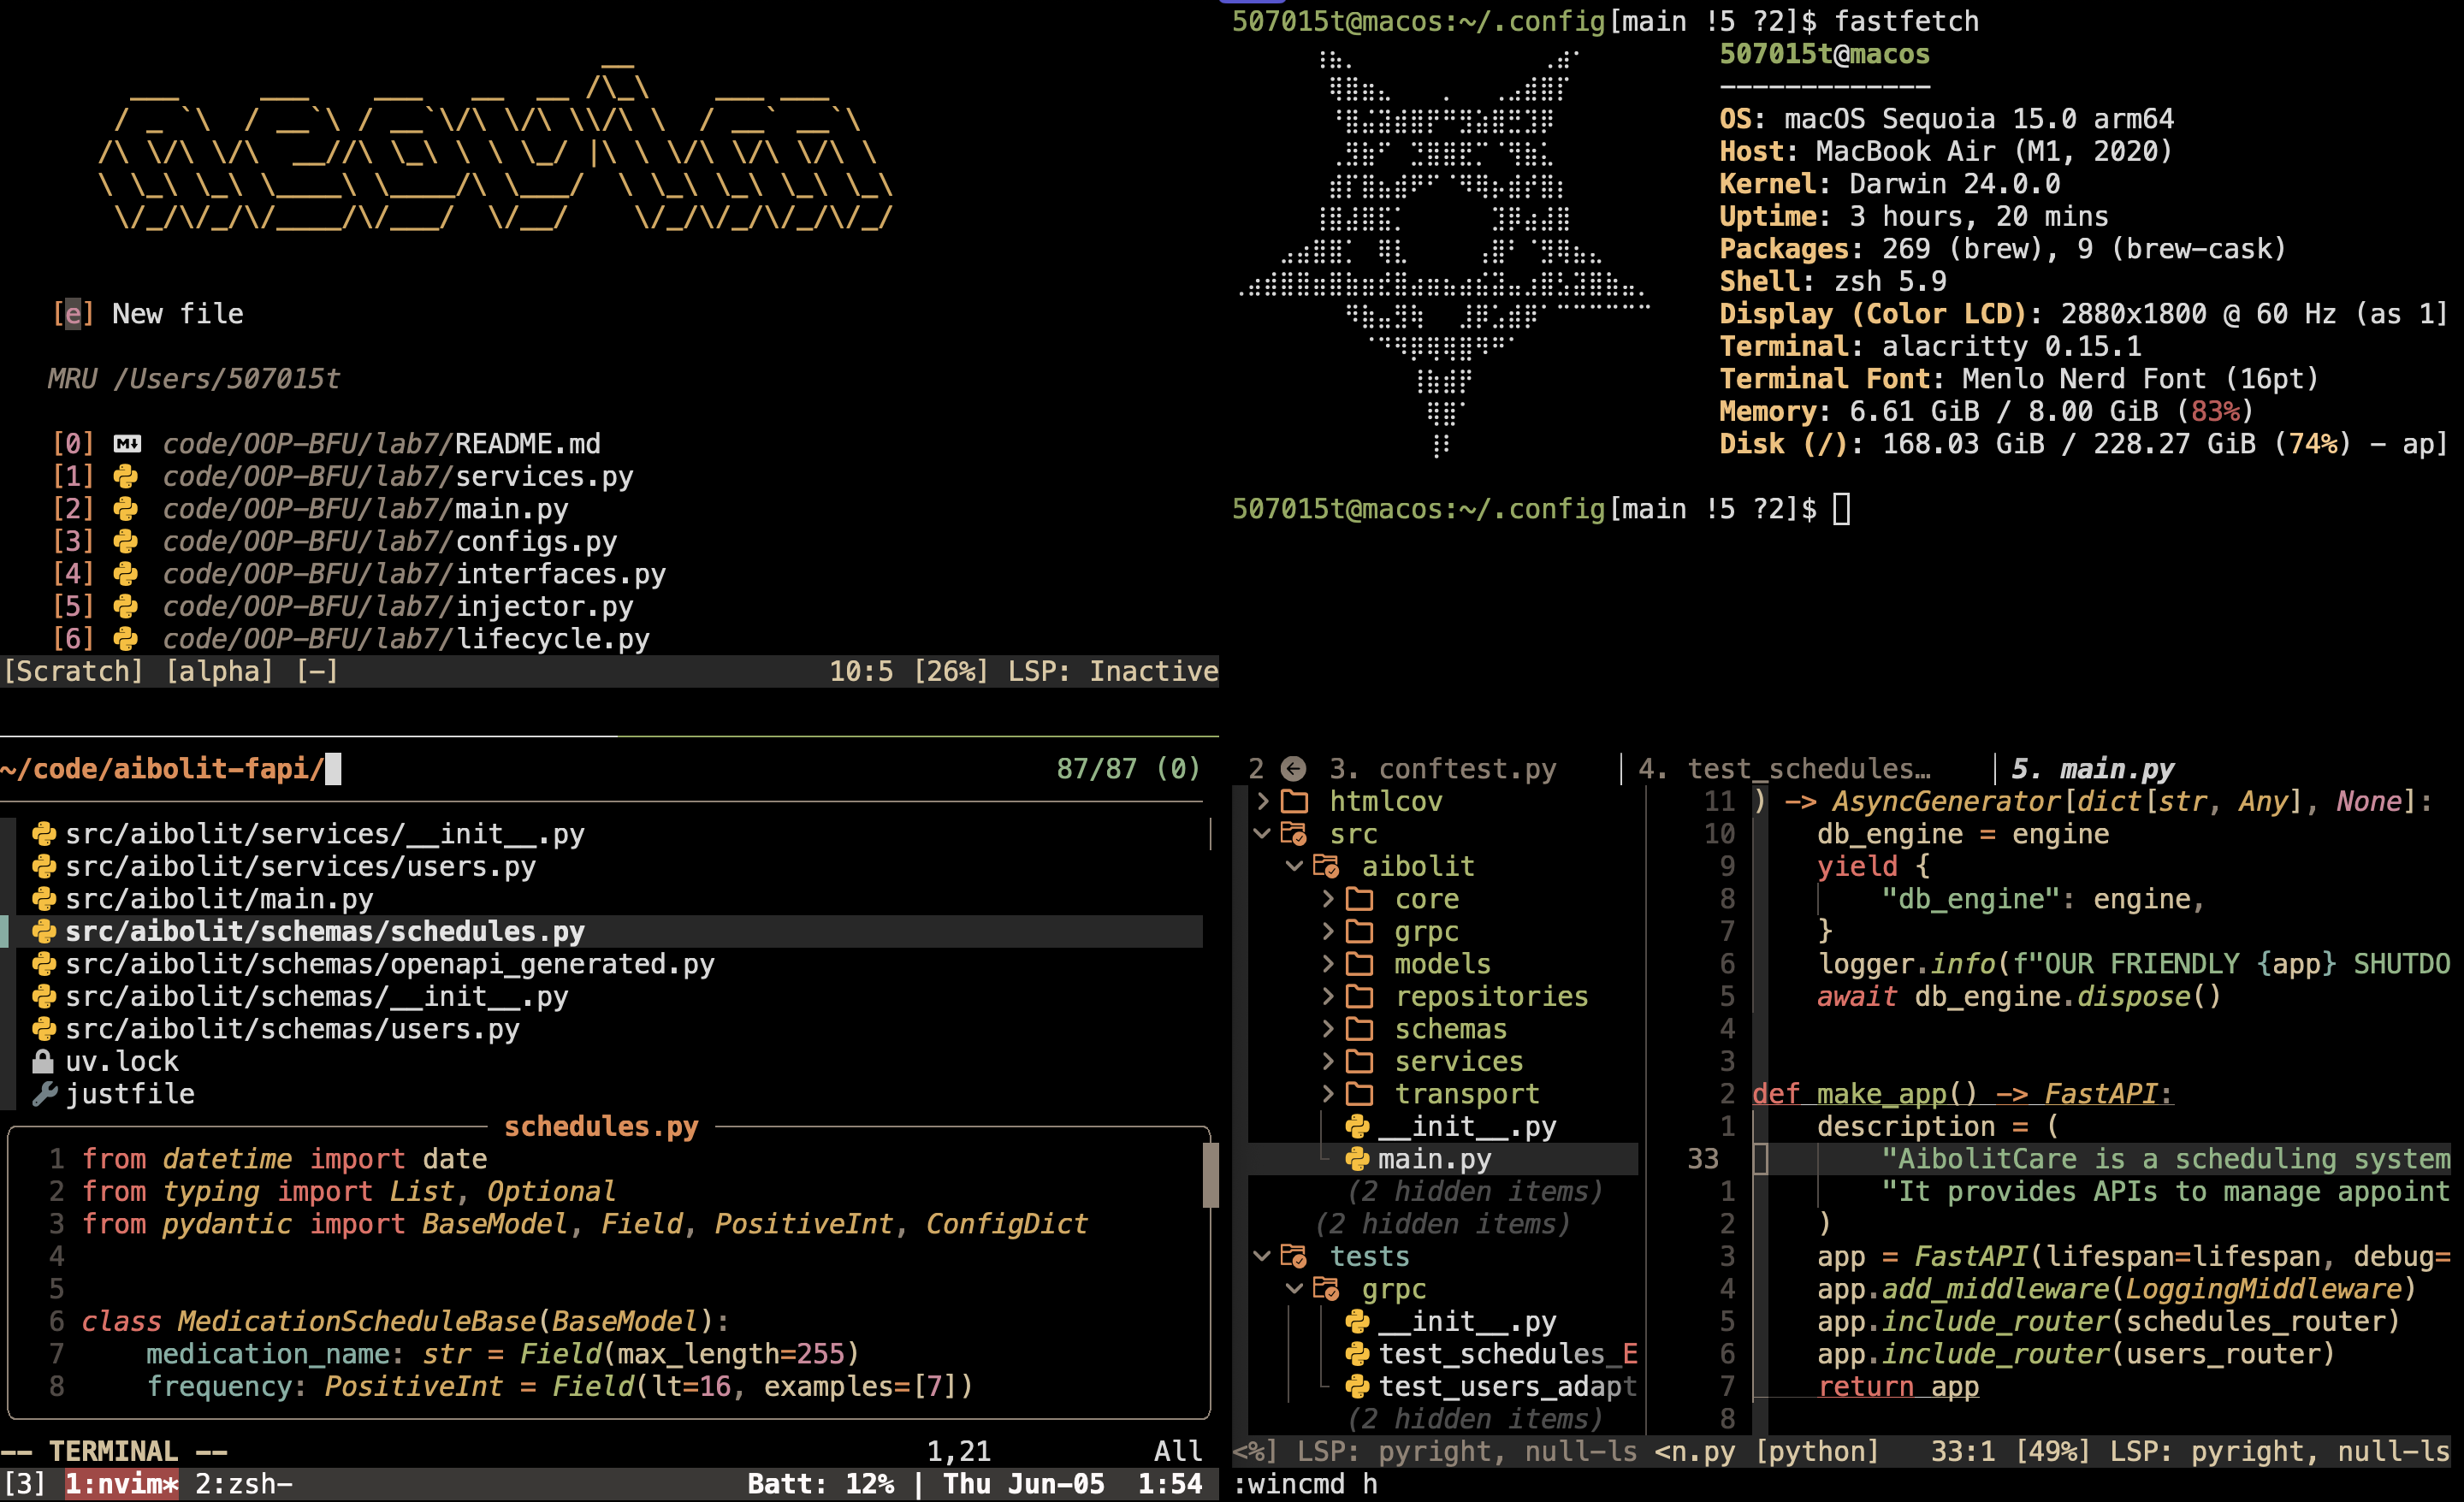 [e] New file
MRU /Users/507015t
[0] code/OOP-BFU/lab7/README.md
[1] code/OOP-BFU/lab7/services.py
[2] code/OOP-BFU/lab7/main.py
[3] code/OOP-BFU/lab7/configs.py
[4] code/OOP-BFU/lab7/interfaces.py
[5] code/OOP-BFU/lab7/injector.py
[6] code/OOP-BFU/lab7/lifecycle.py
[Scratch] [alpha] [-] 10:5 [26%] LSP: Inactive
507015t@macos:~/.config[main !5 ?2]$ fastfetch
507015t@macos
-------------
OS: macOS Sequoia 15.0 arm64
Host: MacBook Air (M1, 2020)
Kernel: Darwin 24.0.0
Uptime: 3 hours, 20 mins
Packages: 269 (brew), 9 (brew-cask)
Shell: zsh 5.9
Display (Color LCD): 2880x1800 @ 60 Hz (as 1]
Terminal: alacritty 0.15.1
Terminal Font: Menlo Nerd Font (16pt)
Memory: 6.61 GiB / 8.00 GiB (83%)
Disk (/): 168.03 GiB / 228.27 GiB (74%) - ap]
507015t@macos:~/.config[main !5 ?2]$
~/code/aibolit-fapi/ 87/87 (0)
src/aibolit/services/__init__.py
src/aibolit/services/users.py
src/aibolit/main.py
src/aibolit/schemas/schedules.py
src/aibolit/schemas/openapi_generated.py
src/aibolit/schemas/__init__.py
src/aibolit/schemas/users.py
uv.lock
justfile
schedules.py
1 from datetime import date
2 from typing import List, Optional
3 from pydantic import BaseModel, Field, PositiveInt, ConfigDict
4
5
6 class MedicationScheduleBase(BaseModel):
7     medication_name: str = Field(max_length=255)
8     frequency: PositiveInt = Field(lt=16, examples=[7])
-- TERMINAL -- 1,21 All
[3] 1:nvim* 2:zsh- Batt: 12% | Thu Jun-05 1:54
2 3. conftest.py 4. test_schedules… 5. main.py
htmlcov
src
aibolit
core
grpc
models
repositories
schemas
services
transport
__init__.py
main.py
(2 hidden items)
(2 hidden items)
tests
grpc
__init__.py
test_schedules_E
test_users_adapt
(2 hidden items)
11 ) -> AsyncGenerator[dict[str, Any], None]:
10     db_engine = engine
9     yield {
8         "db_engine": engine,
7     }
6     logger.info(f"OUR FRIENDLY {app} SHUTDO
5     await db_engine.dispose()
4
3
2 def make_app() -> FastAPI:
1     description = (
33         "AibolitCare is a scheduling system
1         "It provides APIs to manage appoint
2     )
3     app = FastAPI(lifespan=lifespan, debug=
4     app.add_middleware(LoggingMiddleware)
5     app.include_router(schedules_router)
6     app.include_router(users_router)
7     return app
8
<%] LSP: pyright, null-ls <n.py [python] 33:1 [49%] LSP: pyright, null-ls
:wincmd h